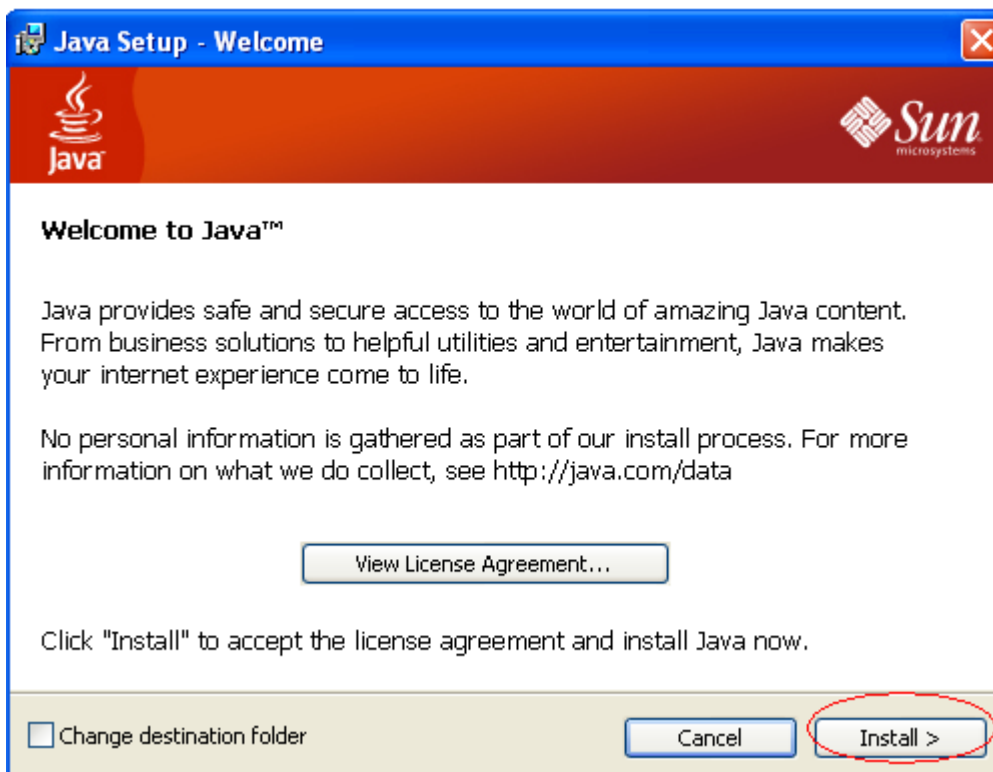 Java Setup - Welcome
Java
Sun
microsystems
Welcome to Java™
Java provides safe and secure access to the world of amazing Java content.
From business solutions to helpful utilities and entertainment, Java makes
your internet experience come to life.
No personal information is gathered as part of our install process. For more
information on what we do collect, see http://java.com/data
View License Agreement...
Click "Install" to accept the license agreement and install Java now.
Change destination folder
Cancel
Install >